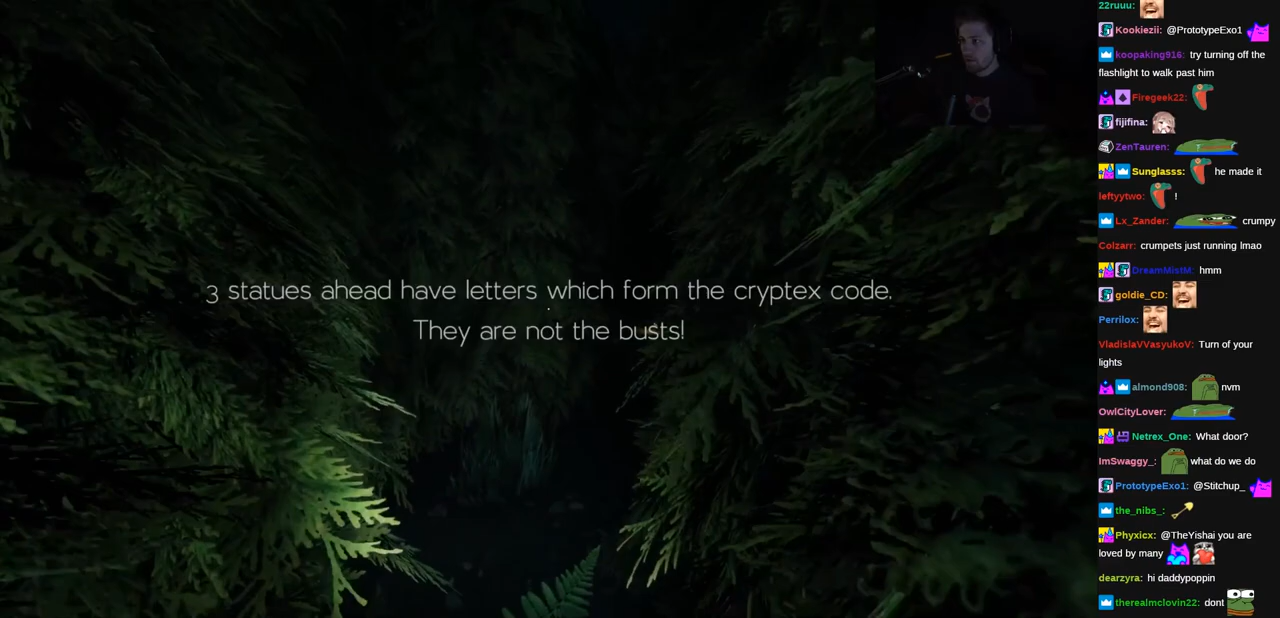 3 statues ahead have letters which form the cryptex code.
They are not the busts!
22ruuu:
Kookiezii: @PrototypeExo1
koopaking916: try turning off the
flashlight to walk past him
Firegeek22:
fijifina:
ZenTauren:
Sunglasss: he made it
leftyytwo: !
Lx_Zander: crumpy
Colzarr: crumpets just running lmao
DreamMistM: hmm
goldie_CD:
Perrilox:
VladislaVVasyukoV: Turn of your
lights
almond908: nvm
OwlCityLover:
Netrex_One: What door?
ImSwaggy_: what do we do
PrototypeExo1: @Stitchup_
the_nibs_:
Phyxicx: @TheYishai you are
loved by many
dearzyra: hi daddypoppin
therealmclovin22: dont